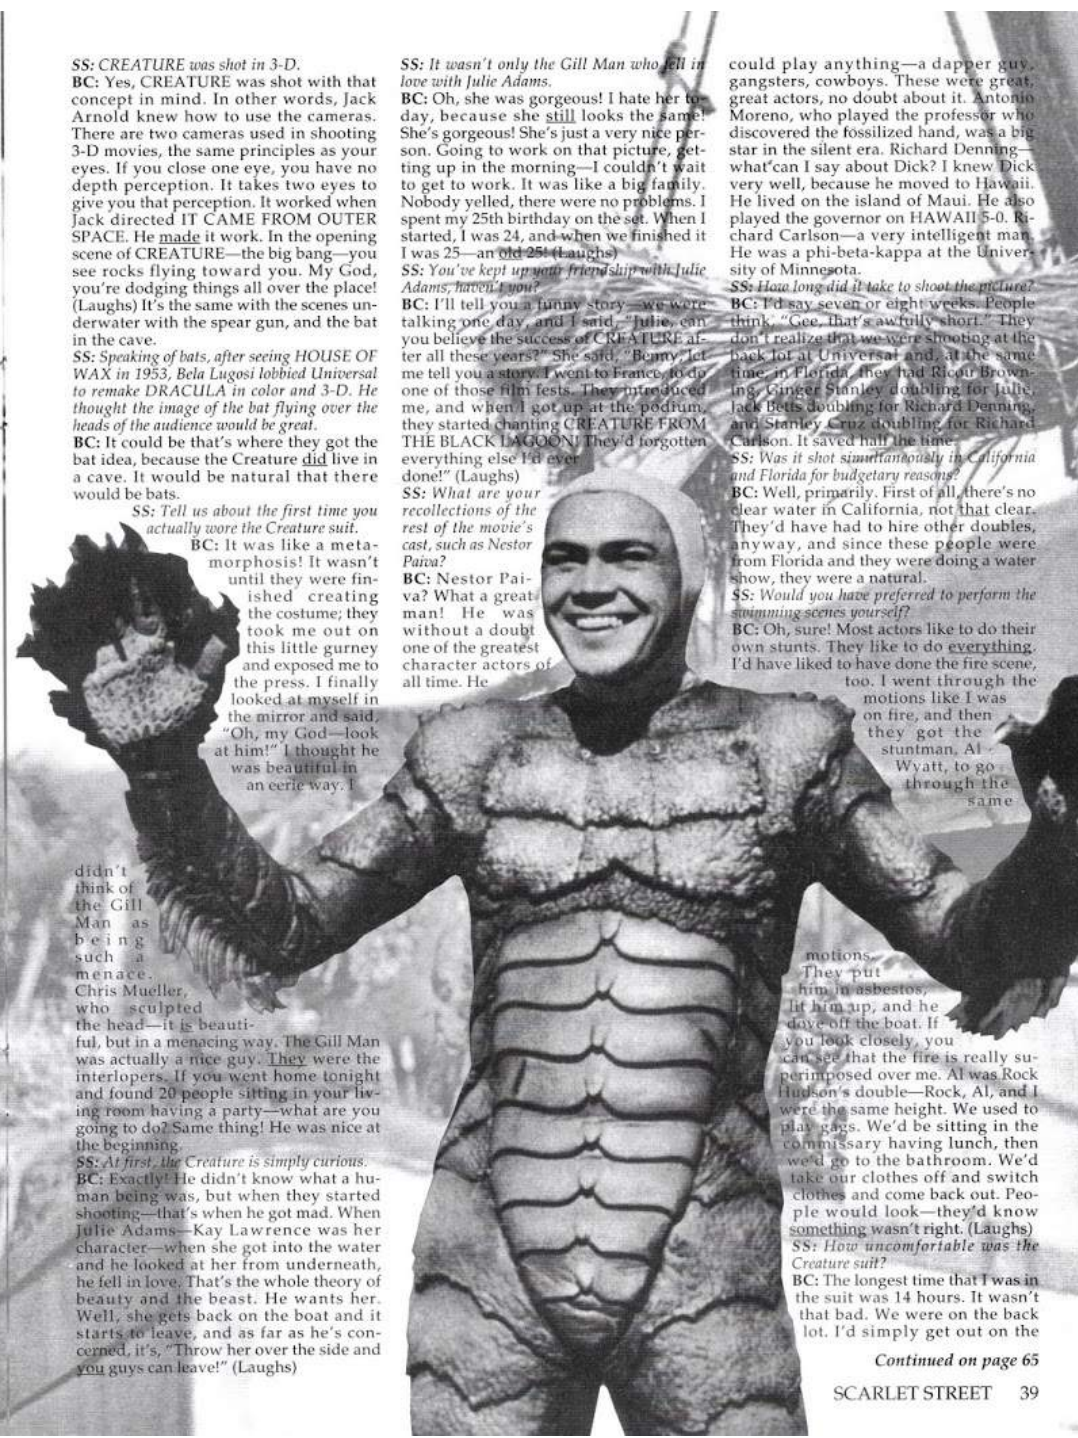 SS: CREATURE was shot in 3-D.
BC: Yes, CREATURE was shot with that
concept in mind. In other words, Jack
Arnold knew how to use the cameras.
There are two cameras used in shooting
3-D movies, the same principles as your
eyes. If you close one eye, you have no
depth perception. It takes two eyes to
give you that perception. It worked when
Jack directed IT CAME FROM OUTER
SPACE. He made it work. In the opening
scene of CREATURE—the big bang—you
see rocks flying toward you. My God,
you're dodging things all over the place!
(Laughs) It's the same with the scenes un-
derwater with the spear gun, and the bat
in the cave.
SS: Speaking of bats, after seeing HOUSE OF
WAX in 1953, Bela Lugosi lobbied Universal
to remake DRACULA in color and 3-D. He
thought the image of the bat flying over the
heads of the audience would be great.
BC: It could be that's where they got the
bat idea, because the Creature did live in
a cave. It would be natural that there
would be bats.
SS: Tell us about the first time you
actually wore the Creature suit.
BC: It was like a meta-
morphosis! It wasn't
until they were fin-
ished creating
the costume; they
took me out on
this little gurney
and exposed me to
the press. I finally
looked at myself in
the mirror and said,
"Oh, my God—look
at him!" I thought he
was beautiful in
an eerie way. I
didn't
think of
the Gill
Man as
being
such a
menace.
Chris Mueller,
who sculpted
the head—it is beauti-
ful, but in a menacing way. The Gill Man
was actually a nice guy. They were the
interlopers. If you went home tonight
and found 20 people sitting in your liv-
ing room having a party—what are you
going to do? Same thing! He was nice at
the beginning.
SS: At first, the Creature is simply curious.
BC: Exactly! He didn't know what a hu-
man being was, but when they started
shooting—that's when he got mad. When
Julie Adams—Kay Lawrence was her
character—when she got into the water
and he looked at her from underneath,
he fell in love. That's the whole theory of
beauty and the beast. He wants her.
Well, she gets back on the boat and it
starts to leave, and as far as he's con-
cerned, it's, "Throw her over the side and
you guys can leave!" (Laughs)
SS: It wasn't only the Gill Man who fell in
love with Julie Adams.
BC: Oh, she was gorgeous! I hate her to-
day, because she still looks the same!
She's gorgeous! She's just a very nice per-
son. Going to work on that picture, get-
ting up in the morning—I couldn't wait
to get to work. It was like a big family.
Nobody yelled, there were no problems. I
spent my 25th birthday on the set. When I
started, I was 24, and when we finished it
I was 25—an old 25! (Laughs)
SS: You've kept up your friendship with Julie
Adams, haven't you?
BC: I'll tell you a funny story—we were
talking one day, and I said, "Julie, can
you believe the success of CREATURE af-
ter all these years?" She said, "Benny, let
me tell you a story. I went to France, to do
one of those film fests. They introduced
me, and when I got up at the podium,
they started chanting CREATURE FROM
THE BLACK LAGOON! They'd forgotten
everything else I'd ever
done!" (Laughs)
SS: What are your
recollections of the
rest of the movie's
cast, such as Nestor
Paiva?
BC: Nestor Pai-
va? What a great
man! He was
without a doubt
one of the greatest
character actors of
all time. He
could play anything—a dapper guy,
gangsters, cowboys. These were great,
great actors, no doubt about it. Antonio
Moreno, who played the professor who
discovered the fossilized hand, was a big
star in the silent era. Richard Denning—
what can I say about Dick? I knew Dick
very well, because he moved to Hawaii.
He lived on the island of Maui. He also
played the governor on HAWAII 5-0. Ri-
chard Carlson—a very intelligent man.
He was a phi-beta-kappa at the Univer-
sity of Minnesota.
SS: How long did it take to shoot the picture?
BC: I'd say seven or eight weeks. People
think, "Gee, that's awfully short." They
don't realize that we were shooting at the
back lot at Universal and, at the same
time, in Florida, they had Ricou Brown-
ing, Ginger Stanley doubling for Julie,
Jack Betts doubling for Richard Denning,
and Stanley Cruz doubling for Richard
Carlson. It saved half the time.
SS: Was it shot simultaneously in California
and Florida for budgetary reasons?
BC: Well, primarily. First of all, there's no
clear water in California, not that clear.
They'd have had to hire other doubles,
anyway, and since these people were
from Florida and they were doing a water
show, they were a natural.
SS: Would you have preferred to perform the
swimming scenes yourself?
BC: Oh, sure! Most actors like to do their
own stunts. They like to do everything.
I'd have liked to have done the fire scene,
too. I went through the
motions like I was
on fire, and then
they got the
stuntman, Al
Wyatt, to go
through the
same
motions.
They put
him in asbestos,
lit him up, and he
dove off the boat. If
you look closely, you
can see that the fire is really su-
perimposed over me. Al was Rock
Hudson's double—Rock, Al, and I
were the same height. We used to
play gags. We'd be sitting in the
commissary having lunch, then
we'd go to the bathroom. We'd
take our clothes off and switch
clothes and come back out. Peo-
ple would look—they'd know
something wasn't right. (Laughs)
SS: How uncomfortable was the
Creature suit?
BC: The longest time that I was in
the suit was 14 hours. It wasn't
that bad. We were on the back
lot. I'd simply get out on the
Continued on page 65
SCARLET STREET 39